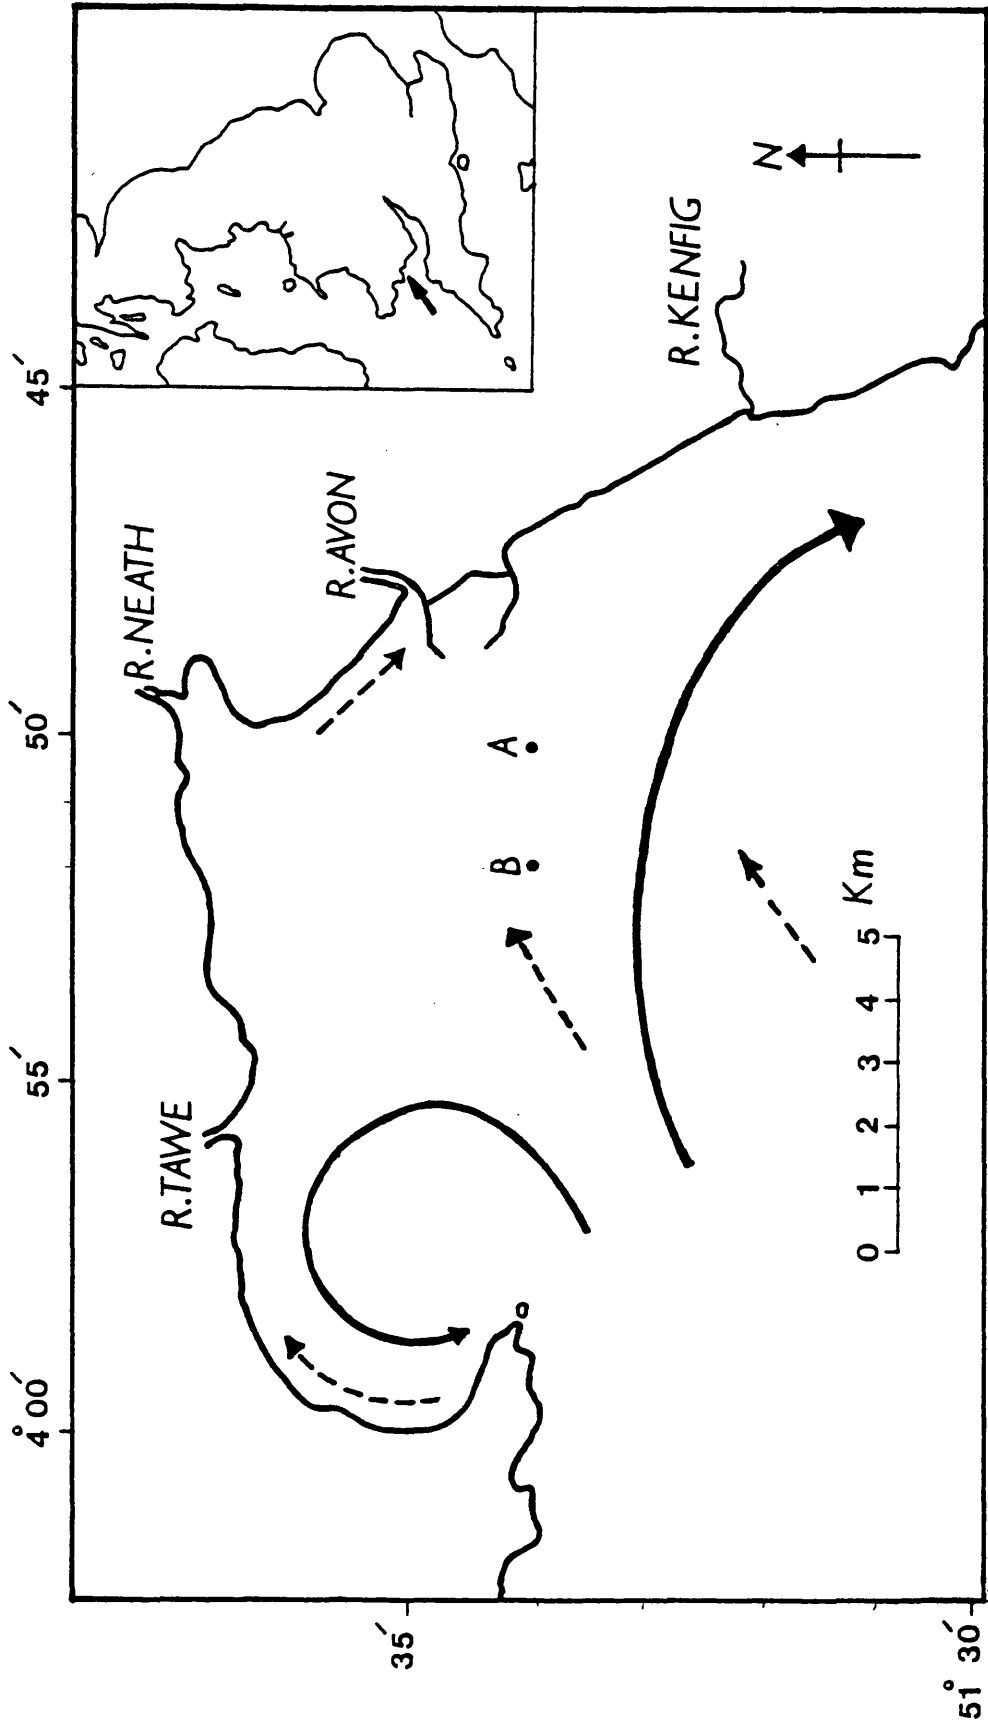 4° 00′
55′
50′
45′
35′
51° 30′
R.TAWE
R.NEATH
R.AVON
R.KENFIG
N
B
A
0 1 2 3 4 5 Km